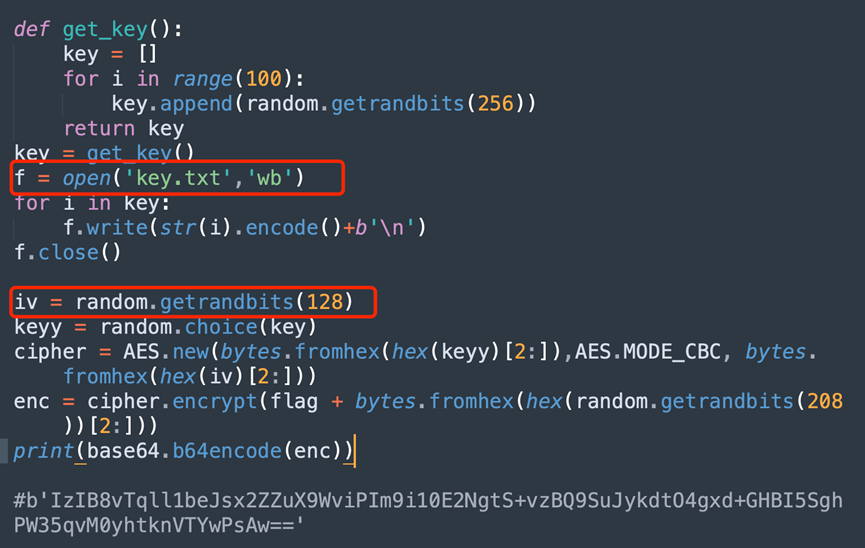 def get_key():
    key = []
    for i in range(100):
        key.append(random.getrandbits(256))
    return key
key = get_key()
f = open('key.txt','wb')
for i in key:
    f.write(str(i).encode()+b'\n')
f.close()
iv = random.getrandbits(128)
keyy = random.choice(key)
cipher = AES.new(bytes.fromhex(hex(keyy)[2:]),AES.MODE_CBC, bytes.
    fromhex(hex(iv)[2:]))
enc = cipher.encrypt(flag + bytes.fromhex(hex(random.getrandbits(208
    ))[2:]))
print(base64.b64encode(enc))
#b'IzIB8vTqll1beJsx2ZZuX9WviPIm9i10E2NgtS+vzBQ9SuJykdtO4gxd+GHBI5Sgh
PW35qvM0yhtknVTYwPsAw=='